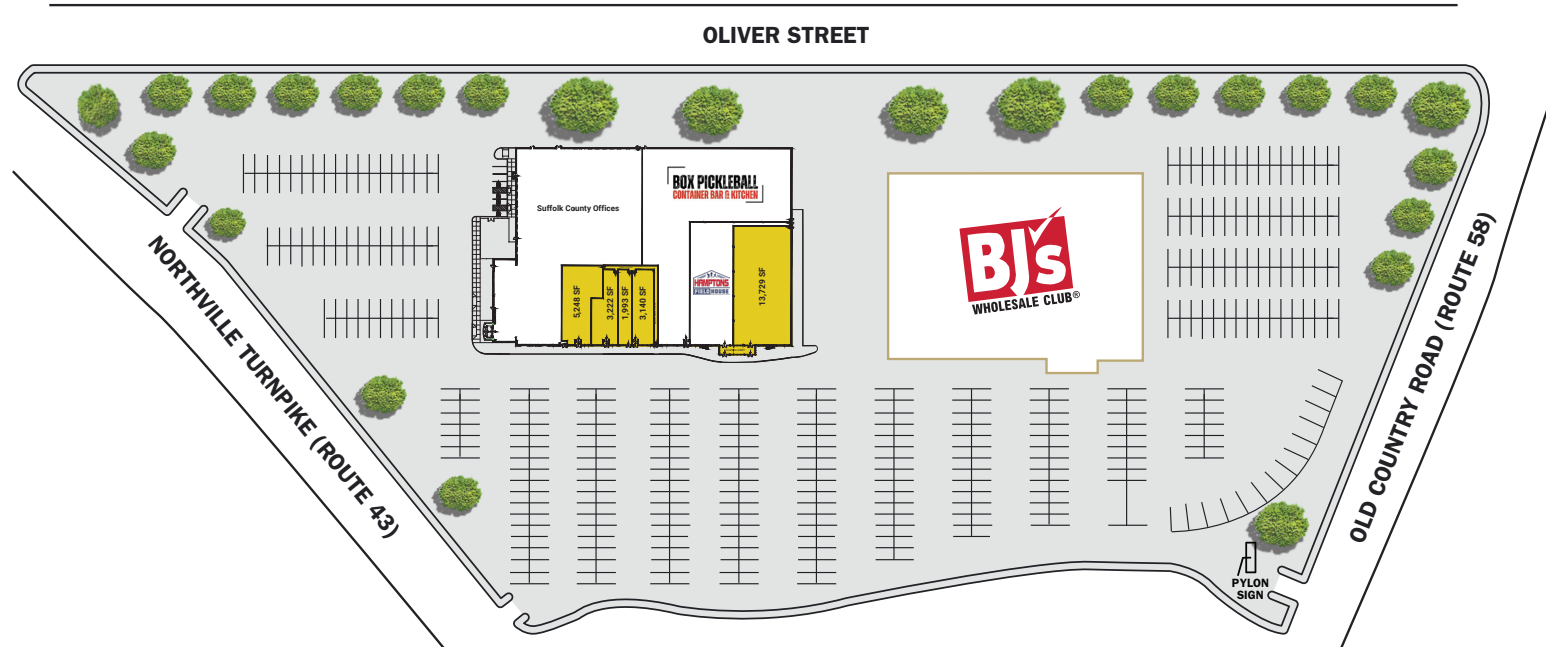 OLIVER STREET
BOX PICKLEBALL
CONTAINER BAR & KITCHEN
Suffolk County Offices
HAMPTONS
FIELD HOUSE
5,248 SF
3,222 SF
1,993 SF
3,140 SF
13,729 SF
BJ's
WHOLESALE CLUB®
NORTHVILLE TURNPIKE (ROUTE 43)
OLD COUNTRY ROAD (ROUTE 58)
PYLON
SIGN